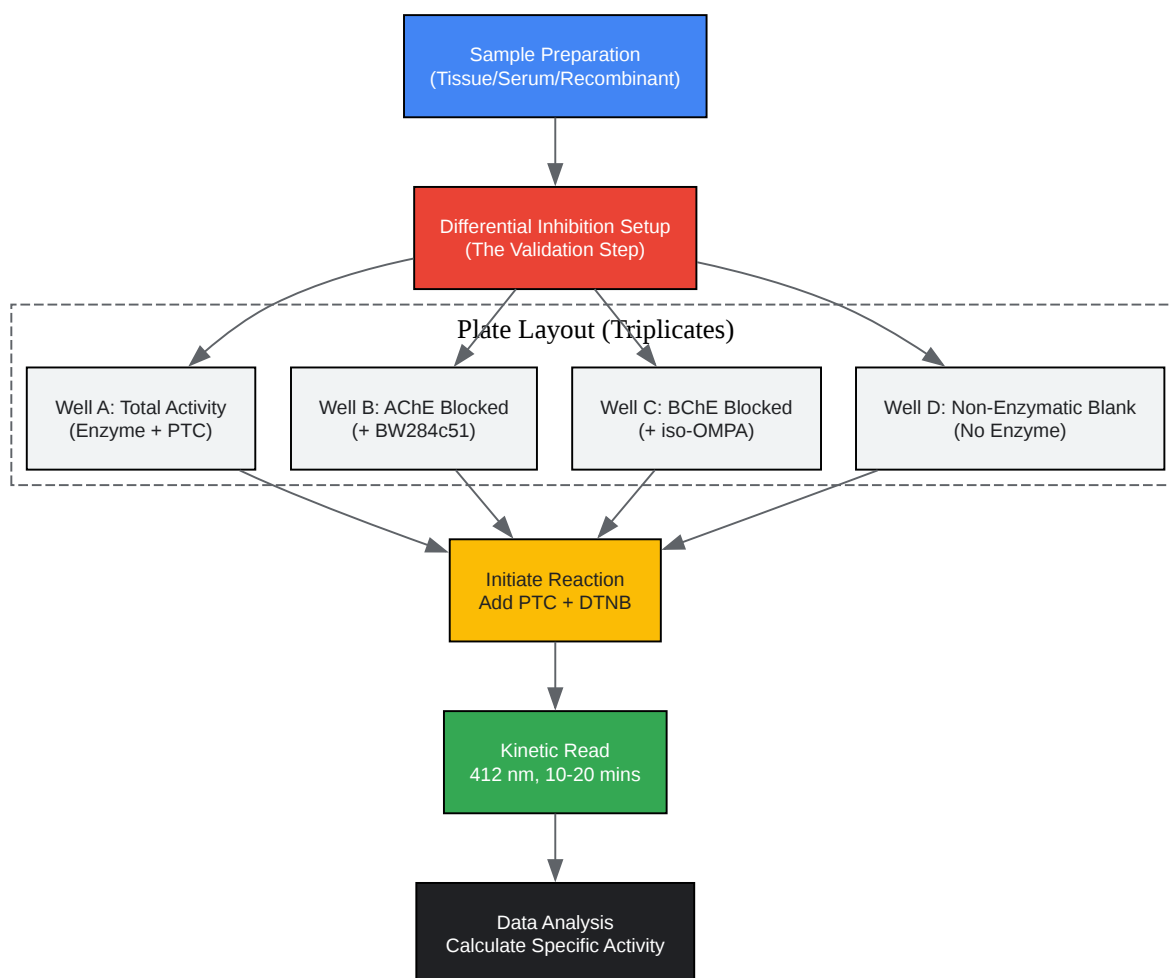 Sample Preparation
(Tissue/Serum/Recombinant)
Differential Inhibition Setup
(The Validation Step)
Plate Layout (Triplicates)
Well A: Total Activity
(Enzyme + PTC)
Well B: AChE Blocked
(+ BW284c51)
Well C: BChE Blocked
(+ iso-OMPA)
Well D: Non-Enzymatic Blank
(No Enzyme)
Initiate Reaction
Add PTC + DTNB
Kinetic Read
412 nm, 10-20 mins
Data Analysis
Calculate Specific Activity